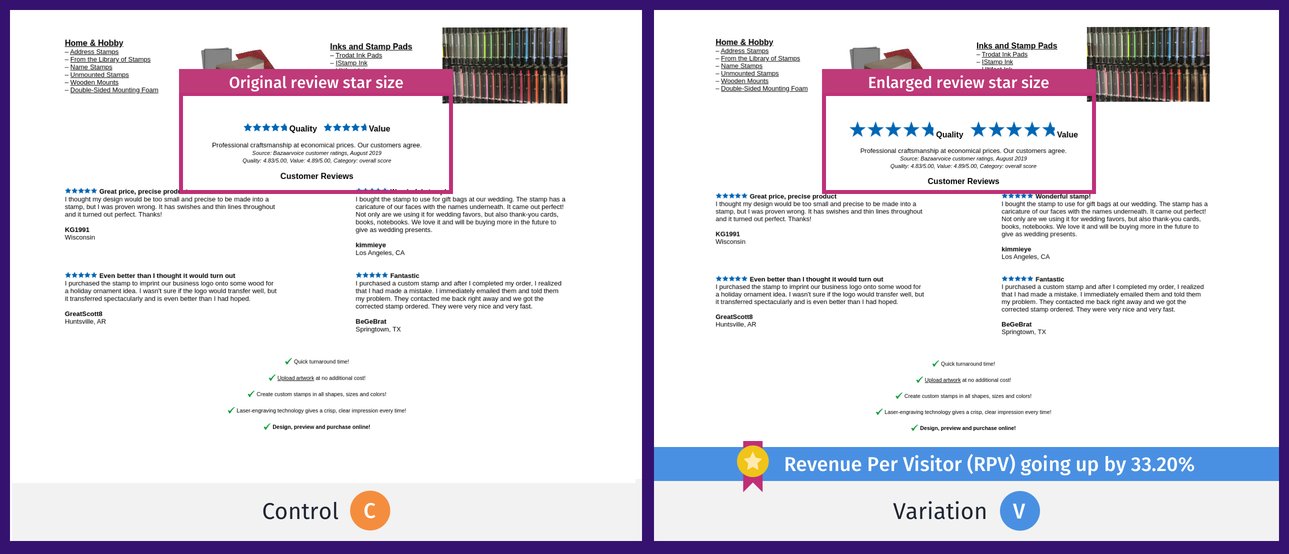 Home & Hobby
– Address Stamps
– From the Library of Stamps
– Name Stamps
– Unmounted Stamps
– Wooden Mounts
– Double-Sided Mounting Foam
Inks and Stamp Pads
– Trodat Ink Pads
– IStamp Ink
Original review star size
Quality
Value
Professional craftsmanship at economical prices. Our customers agree.
Source: Bazaarvoice customer ratings, August 2019
Quality: 4.83/5.00, Value: 4.89/5.00, Category: overall score
Customer Reviews
Great price, precise product
I thought my design would be too small and precise to be made into a
stamp, but I was proven wrong. It has swishes and thin lines throughout
and it turned out perfect. Thanks!
KG1991
Wisconsin
I bought the stamp to use for gift bags at our wedding. The stamp has a
caricature of our faces with the names underneath. It came out perfect!
Not only are we using it for wedding favors, but also thank-you cards,
books, notebooks. We love it and will be buying more in the future to
give as wedding presents.
kimmieye
Los Angeles, CA
Even better than I thought it would turn out
I purchased the stamp to imprint our business logo onto some wood for
a holiday ornament idea. I wasn't sure if the logo would transfer well, but
it transferred spectacularly and is even better than I had hoped.
GreatScott8
Huntsville, AR
Fantastic
I purchased a custom stamp and after I completed my order, I realized
that I had made a mistake. I immediately emailed them and told them
my problem. They contacted me back right away and we got the
corrected stamp ordered. They were very nice and very fast.
BeGeBrat
Springtown, TX
Quick turnaround time!
Upload artwork at no additional cost!
Create custom stamps in all shapes, sizes and colors!
Laser-engraving technology gives a crisp, clear impression every time!
Design, preview and purchase online!
Control C
Home & Hobby
– Address Stamps
– From the Library of Stamps
– Name Stamps
– Unmounted Stamps
– Wooden Mounts
– Double-Sided Mounting Foam
Inks and Stamp Pads
– Trodat Ink Pads
– IStamp Ink
Enlarged review star size
Quality
Value
Professional craftsmanship at economical prices. Our customers agree.
Source: Bazaarvoice customer ratings, August 2019
Quality: 4.83/5.00, Value: 4.89/5.00, Category: overall score
Customer Reviews
Great price, precise product
I thought my design would be too small and precise to be made into a
stamp, but I was proven wrong. It has swishes and thin lines throughout
and it turned out perfect. Thanks!
KG1991
Wisconsin
Wonderful stamp!
I bought the stamp to use for gift bags at our wedding. The stamp has a
caricature of our faces with the names underneath. It came out perfect!
Not only are we using it for wedding favors, but also thank-you cards,
books, notebooks. We love it and will be buying more in the future to
give as wedding presents.
kimmieye
Los Angeles, CA
Even better than I thought it would turn out
I purchased the stamp to imprint our business logo onto some wood for
a holiday ornament idea. I wasn't sure if the logo would transfer well, but
it transferred spectacularly and is even better than I had hoped.
GreatScott8
Huntsville, AR
Fantastic
I purchased a custom stamp and after I completed my order, I realized
that I had made a mistake. I immediately emailed them and told them
my problem. They contacted me back right away and we got the
corrected stamp ordered. They were very nice and very fast.
BeGeBrat
Springtown, TX
Quick turnaround time!
Upload artwork at no additional cost!
Create custom stamps in all shapes, sizes and colors!
Laser-engraving technology gives a crisp, clear impression every time!
Design, preview and purchase online!
Revenue Per Visitor (RPV) going up by 33.20%
Variation V